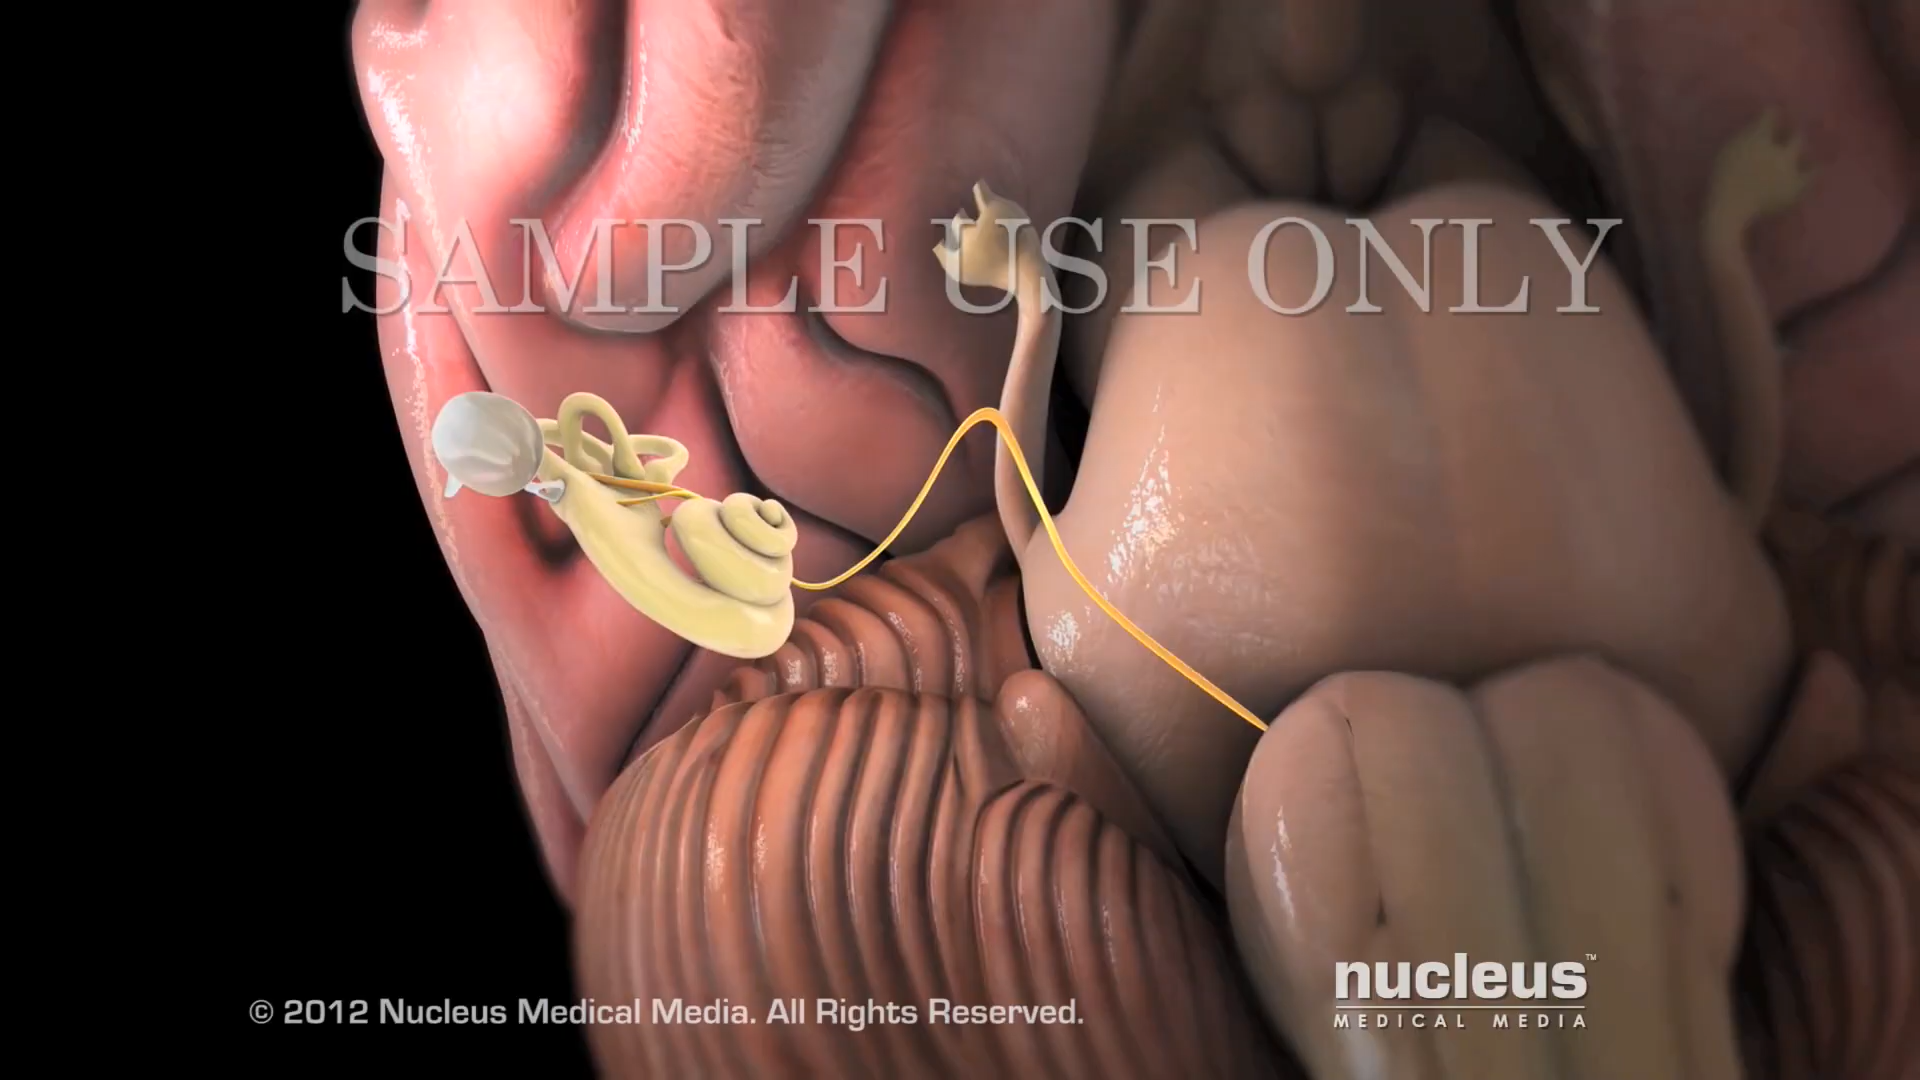 SAMPLE USE ONLY
nucleus™
MEDICAL MEDIA
© 2012 Nucleus Medical Media. All Rights Reserved.